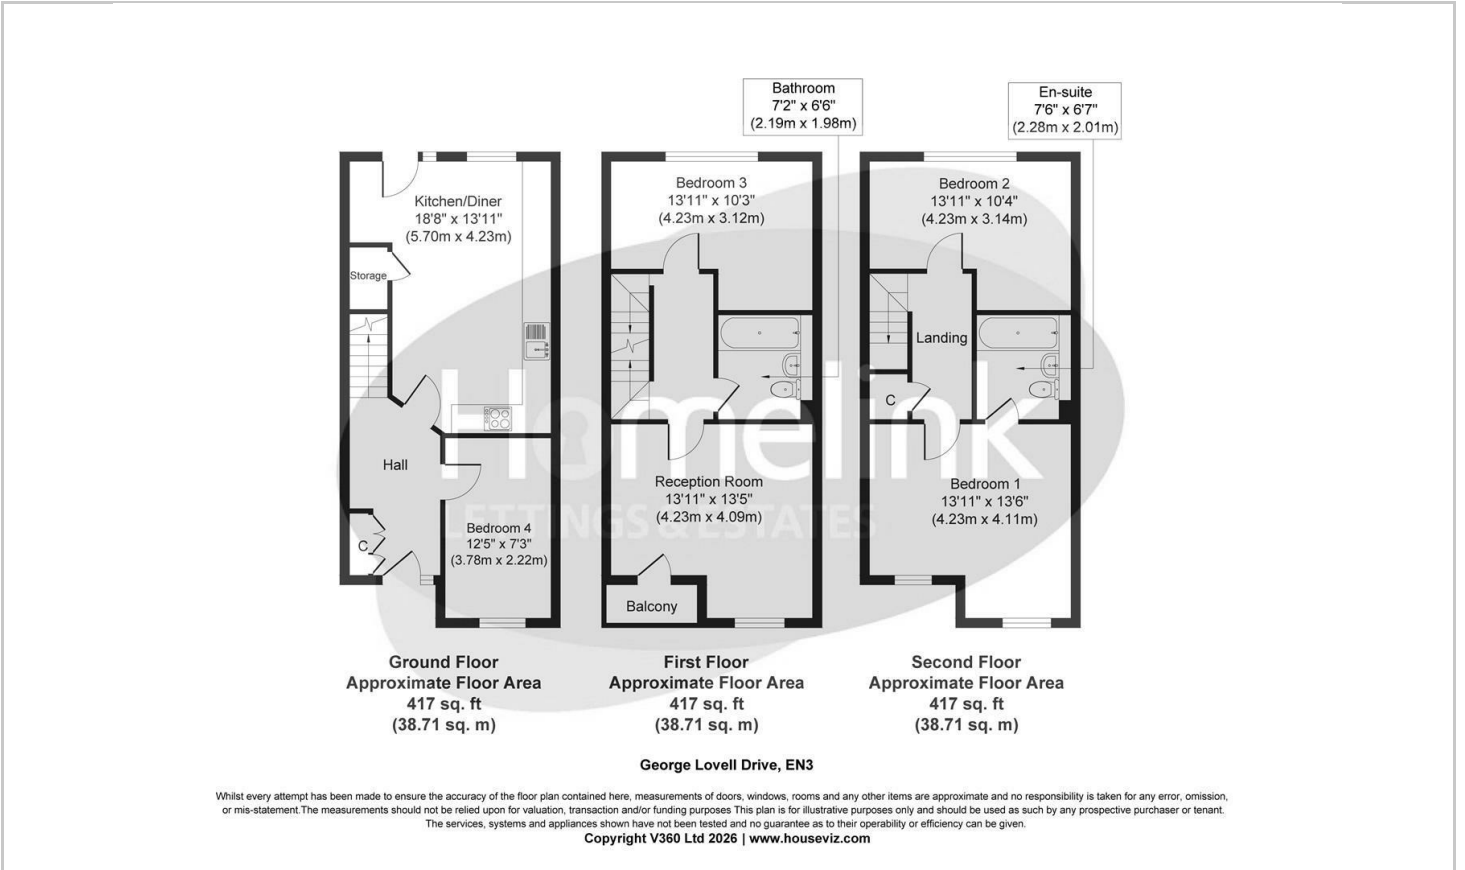 Bathroom
7'2" x 6'6"
(2.19m x 1.98m)
En-suite
7'6" x 6'7"
(2.28m x 2.01m)
Kitchen/Diner
18'8" x 13'11"
(5.70m x 4.23m)
Storage
Hall
C
Bedroom 4
12'5" x 7'3"
(3.78m x 2.22m)
Bedroom 3
13'11" x 10'3"
(4.23m x 3.12m)
Reception Room
13'11" x 13'5"
(4.23m x 4.09m)
Balcony
Bedroom 2
13'11" x 10'4"
(4.23m x 3.14m)
Landing
C
Bedroom 1
13'11" x 13'6"
(4.23m x 4.11m)
Homelink
LETTINGS & ESTATES
Ground Floor
Approximate Floor Area
417 sq. ft
(38.71 sq. m)
First Floor
Approximate Floor Area
417 sq. ft
(38.71 sq. m)
Second Floor
Approximate Floor Area
417 sq. ft
(38.71 sq. m)
George Lovell Drive, EN3
Whilst every attempt has been made to ensure the accuracy of the floor plan contained here, measurements of doors, windows, rooms and any other items are approximate and no responsibility is taken for any error, omission,
or mis-statement.The measurements should not be relied upon for valuation, transaction and/or funding purposes This plan is for illustrative purposes only and should be used as such by any prospective purchaser or tenant.
The services, systems and appliances shown have not been tested and no guarantee as to their operability or efficiency can be given.
Copyright V360 Ltd 2026 | www.houseviz.com